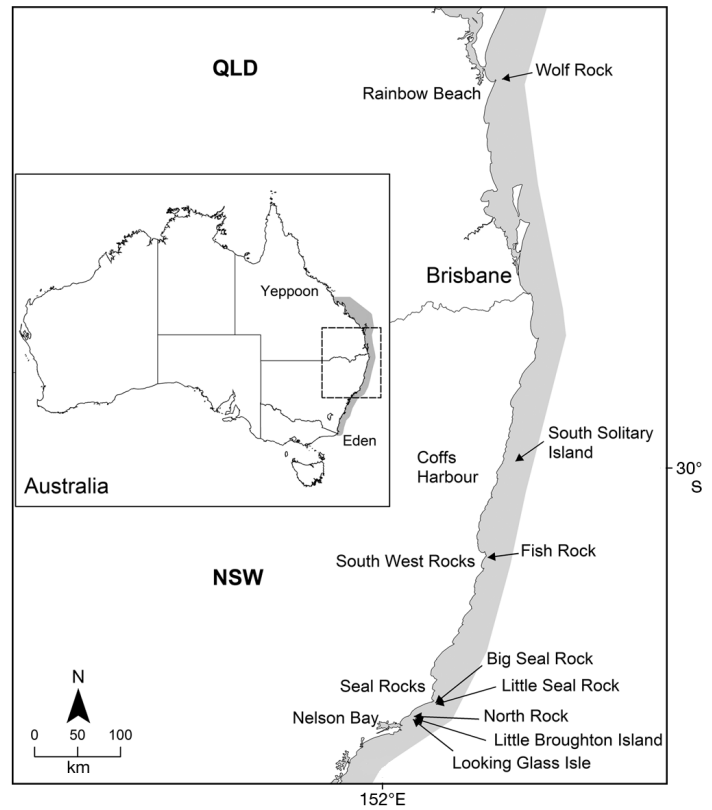 QLD
Wolf Rock
Rainbow Beach
Brisbane
Yeppoon
Eden
Australia
South Solitary
Island
Coffs
Harbour
30°
S
Fish Rock
South West Rocks
NSW
Big Seal Rock
Seal Rocks
Little Seal Rock
N
Nelson Bay
North Rock
0 50 100
Little Broughton Island
km
Looking Glass Isle
152°E